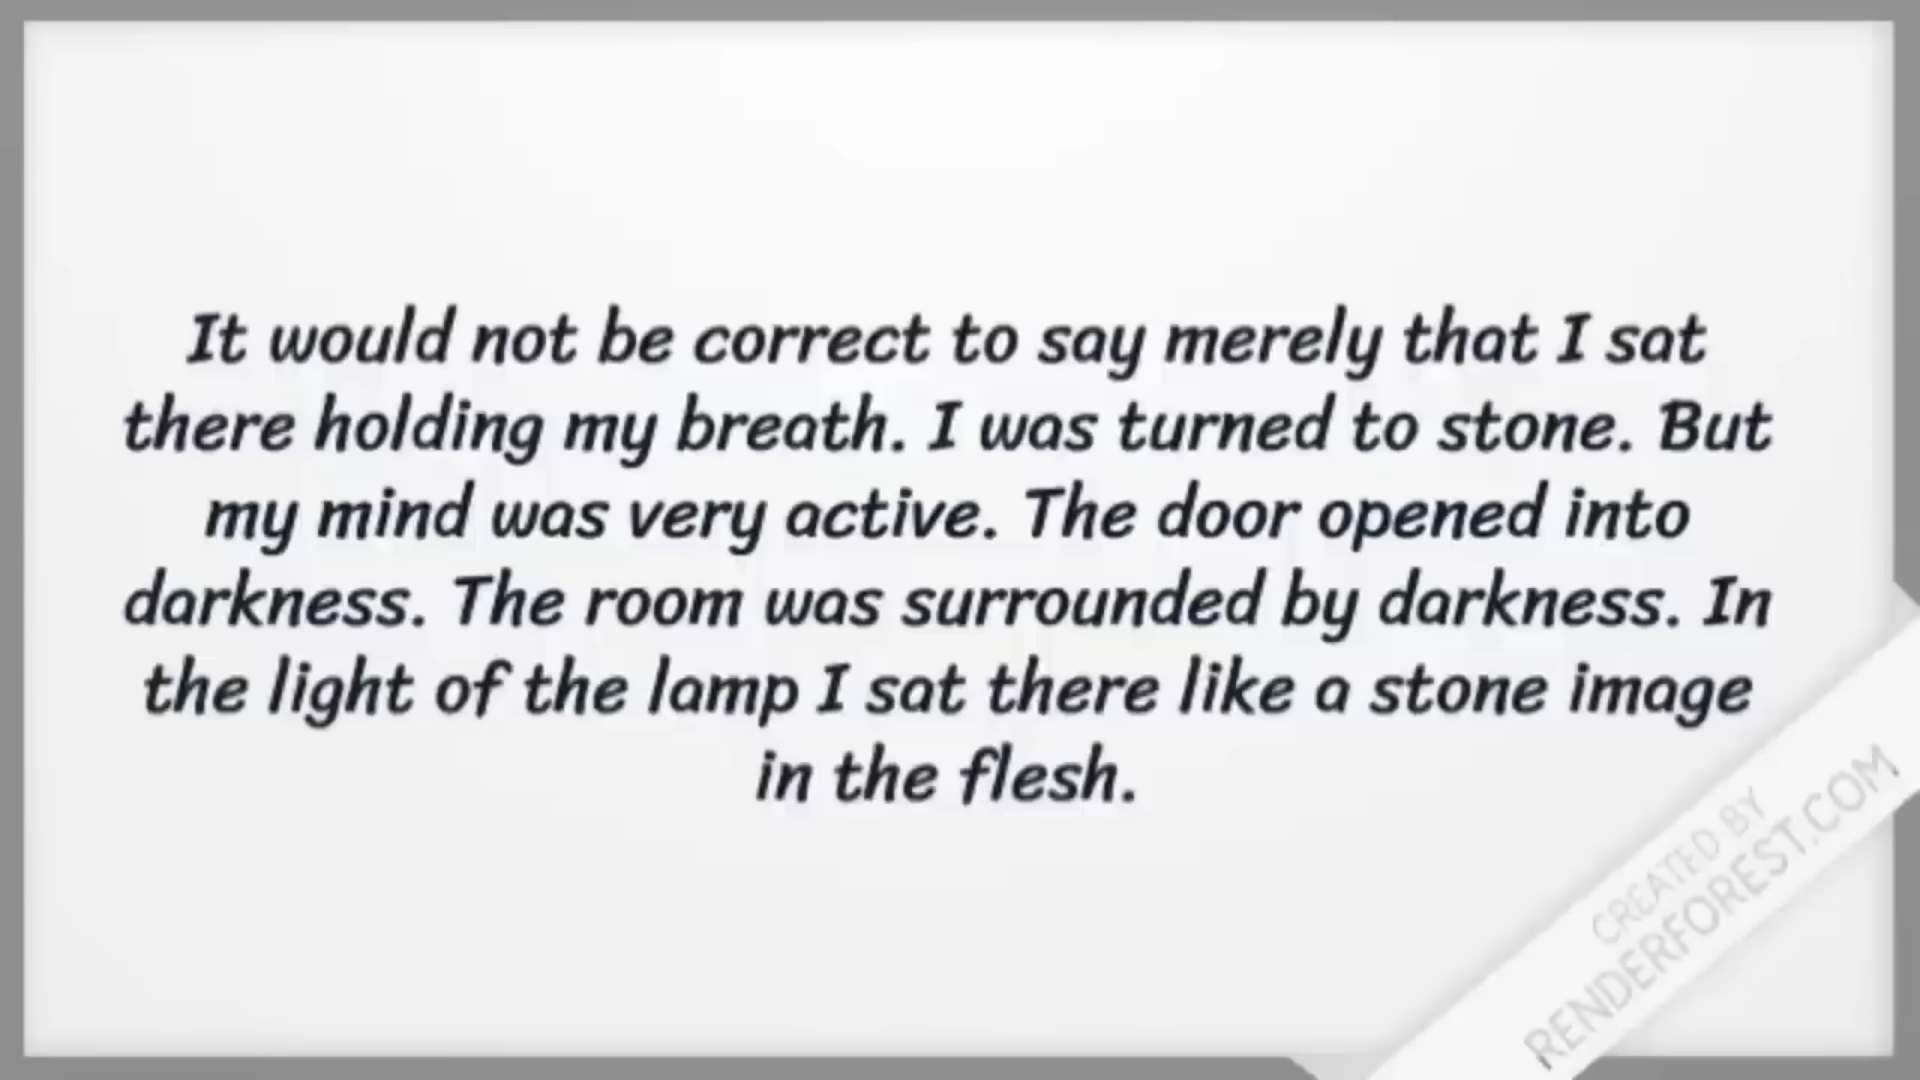 It would not be correct to say merely that I sat
there holding my breath. I was turned to stone. But
my mind was very active. The door opened into
darkness. The room was surrounded by darkness. In
the light of the lamp I sat there like a stone image
in the flesh.
CREATED BY
RENDERFOREST.COM